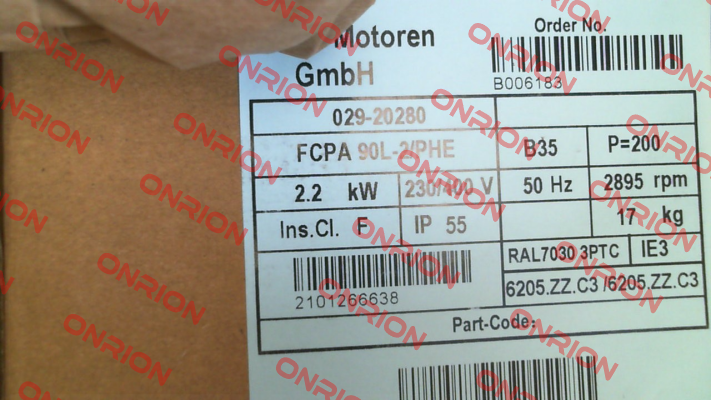 Motoren
GmbH
Order No.
B006183
029-20280
FCPA 90L-2/PHE B35 P=200
2.2 kW 230/400 V 50 Hz 2895 rpm
Ins.Cl. F IP 55 17 kg
RAL7030 3PTC IE3
2101266638
6205.ZZ.C3 /6205.ZZ.C3
Part-Code:
ONRION